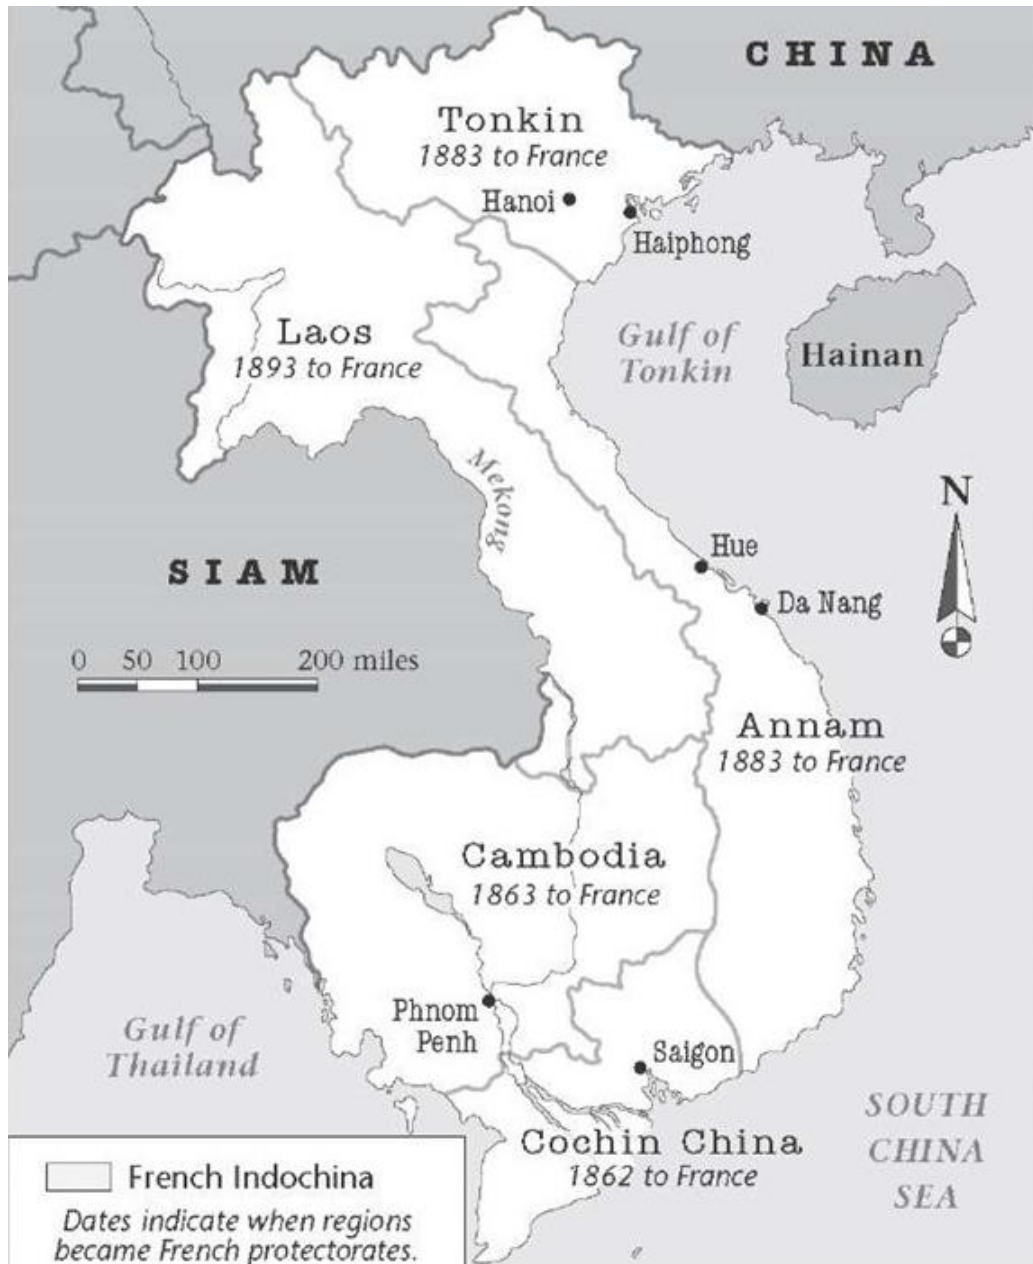 CHINA
Tonkin
1883 to France
Hanoi
Haiphong
Gulf of
Tonkin
Hainan
Laos
1893 to France
Mekong
N
SIAM
Hue
Da Nang
0 50 100 200 miles
Annam
1883 to France
Cambodia
1863 to France
Phnom
Penh
Gulf of
Thailand
Saigon
SOUTH
CHINA
SEA
Cochin China
1862 to France
French Indochina
Dates indicate when regions
became French protectorates.